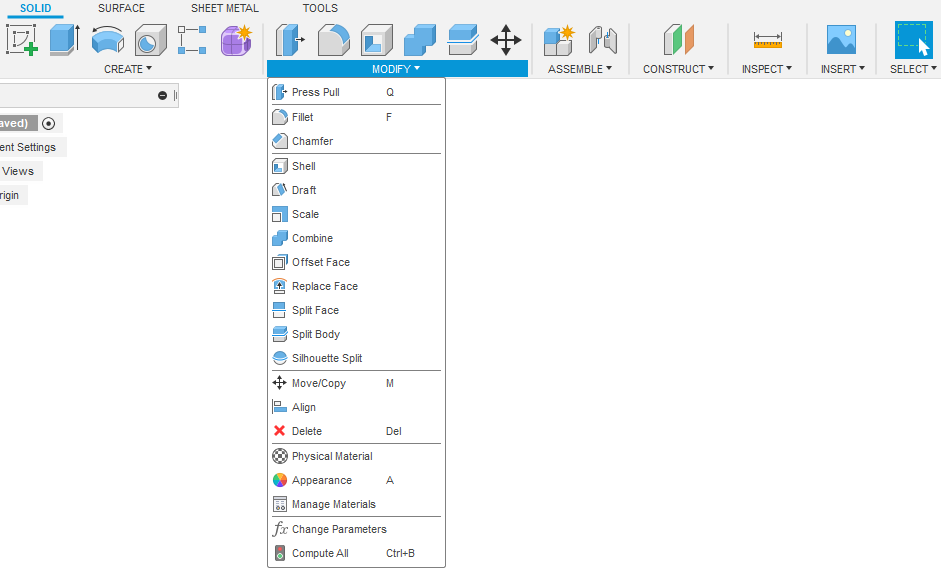 SOLID SURFACE SHEET METAL TOOLS
CREATE MODIFY ASSEMBLE CONSTRUCT INSPECT INSERT SELECT
Press Pull Q
aved)
Fillet F
Chamfer
ent Settings
Shell
Views
Draft
rigin
Scale
Combine
Offset Face
Replace Face
Split Face
Split Body
Silhouette Split
Move/Copy M
Align
Delete Del
Physical Material
Appearance A
Manage Materials
fx Change Parameters
Compute All Ctrl+B